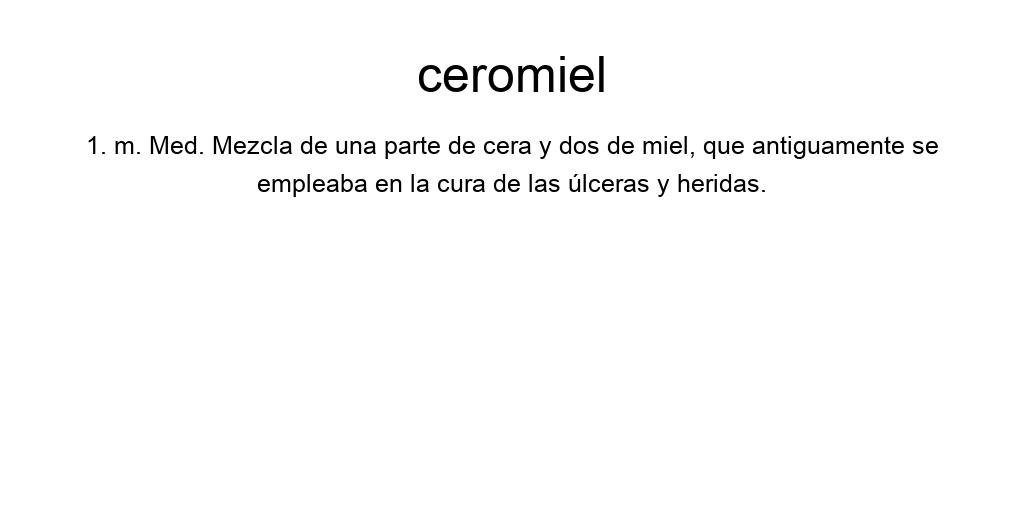 ceromiel
1. m. Med. Mezcla de una parte de cera y dos de miel, que antiguamente se
empleaba en la cura de las úlceras y heridas.